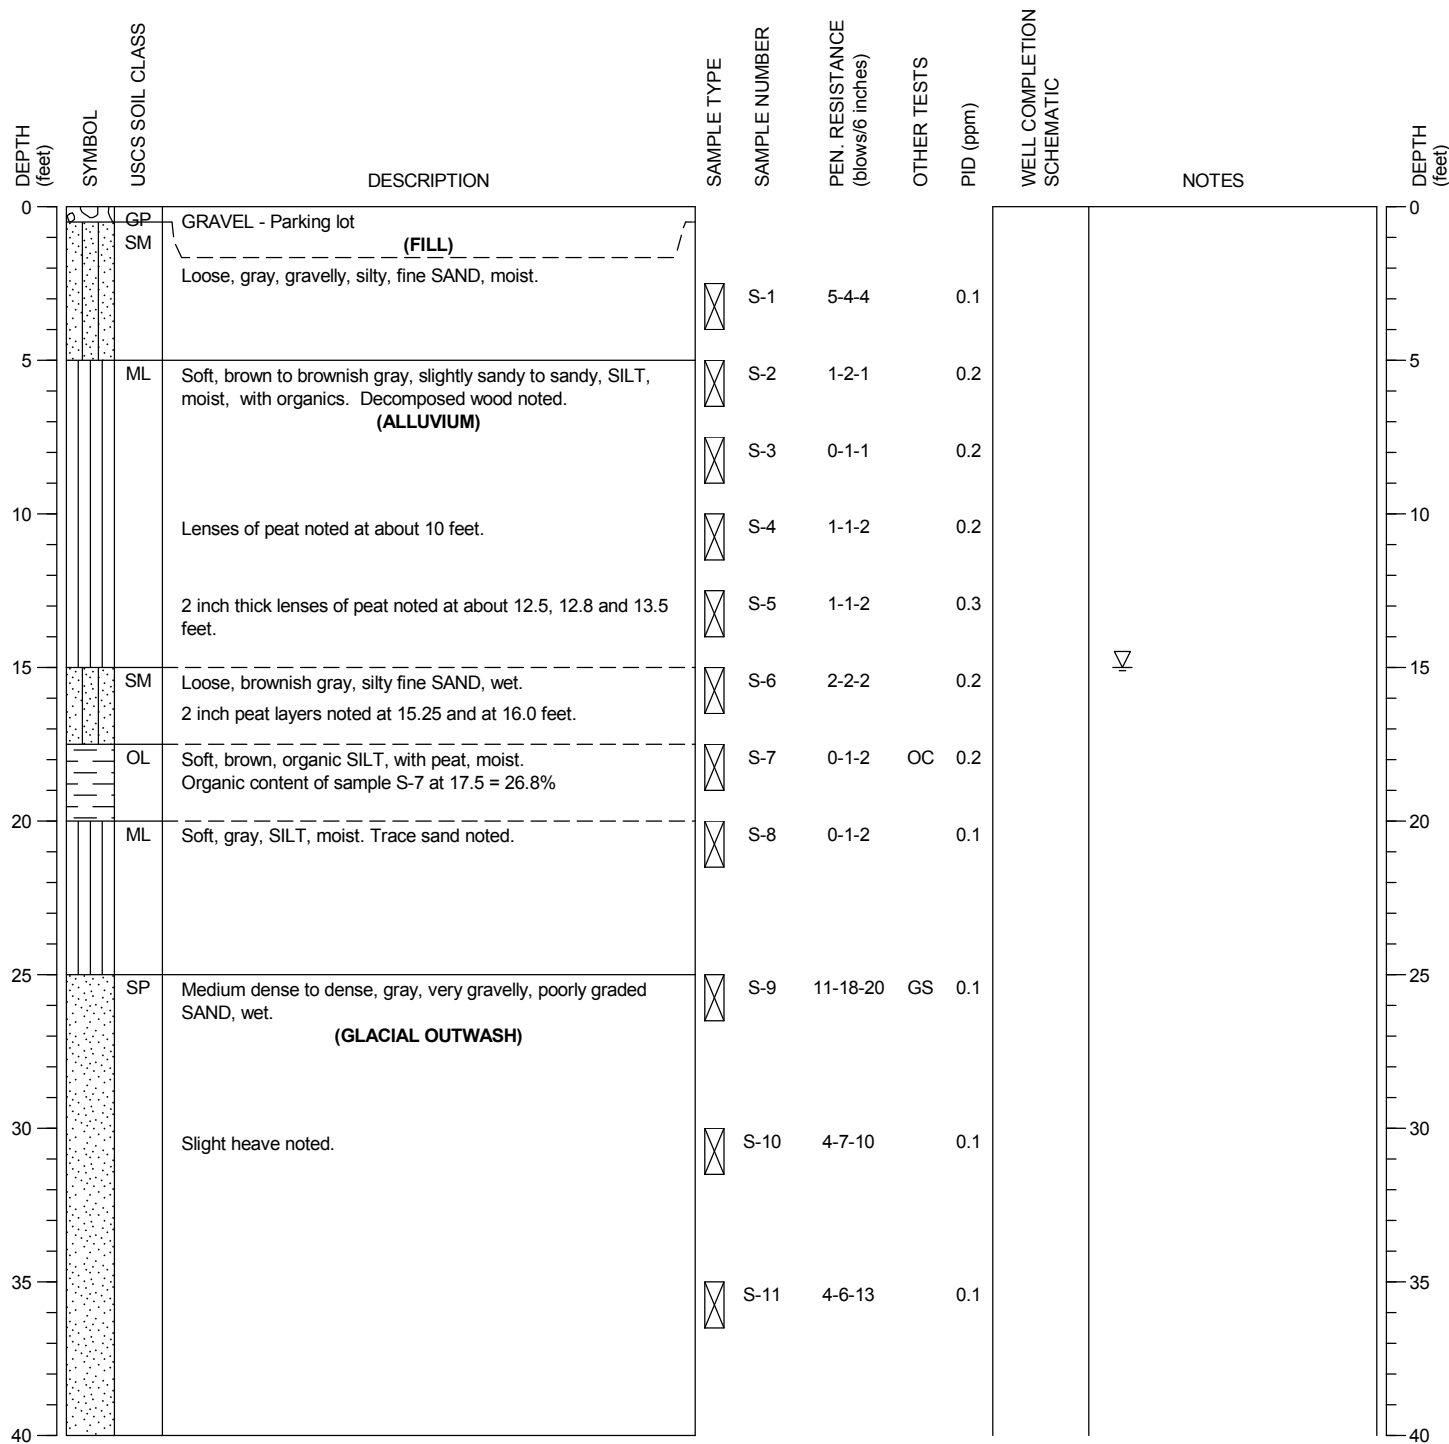 DEPTH
(feet)
SYMBOL
USCS SOIL CLASS
DESCRIPTION
SAMPLE TYPE
SAMPLE NUMBER
PEN. RESISTANCE
(blows/6 inches)
OTHER TESTS
PID (ppm)
WELL COMPLETION
SCHEMATIC
NOTES
DEPTH
(feet)
0 GP GRAVEL - Parking lot 0
SM (FILL)
Loose, gray, gravelly, silty, fine SAND, moist.
S-1 5-4-4 0.1
5 5
ML Soft, brown to brownish gray, slightly sandy to sandy, SILT, S-2 1-2-1 0.2
moist, with organics. Decomposed wood noted.
(ALLUVIUM)
S-3 0-1-1 0.2
10 10
Lenses of peat noted at about 10 feet. S-4 1-1-2 0.2
2 inch thick lenses of peat noted at about 12.5, 12.8 and 13.5 S-5 1-1-2 0.3
feet.
15 15
SM Loose, brownish gray, silty fine SAND, wet. S-6 2-2-2 0.2
2 inch peat layers noted at 15.25 and at 16.0 feet.
OL Soft, brown, organic SILT, with peat, moist. S-7 0-1-2 OC 0.2
Organic content of sample S-7 at 17.5 = 26.8%
20 20
ML Soft, gray, SILT, moist. Trace sand noted. S-8 0-1-2 0.1
25 25
SP Medium dense to dense, gray, very gravelly, poorly graded S-9 11-18-20 GS 0.1
SAND, wet.
(GLACIAL OUTWASH)
30 30
Slight heave noted. S-10 4-7-10 0.1
35 35
S-11 4-6-13 0.1
40 40